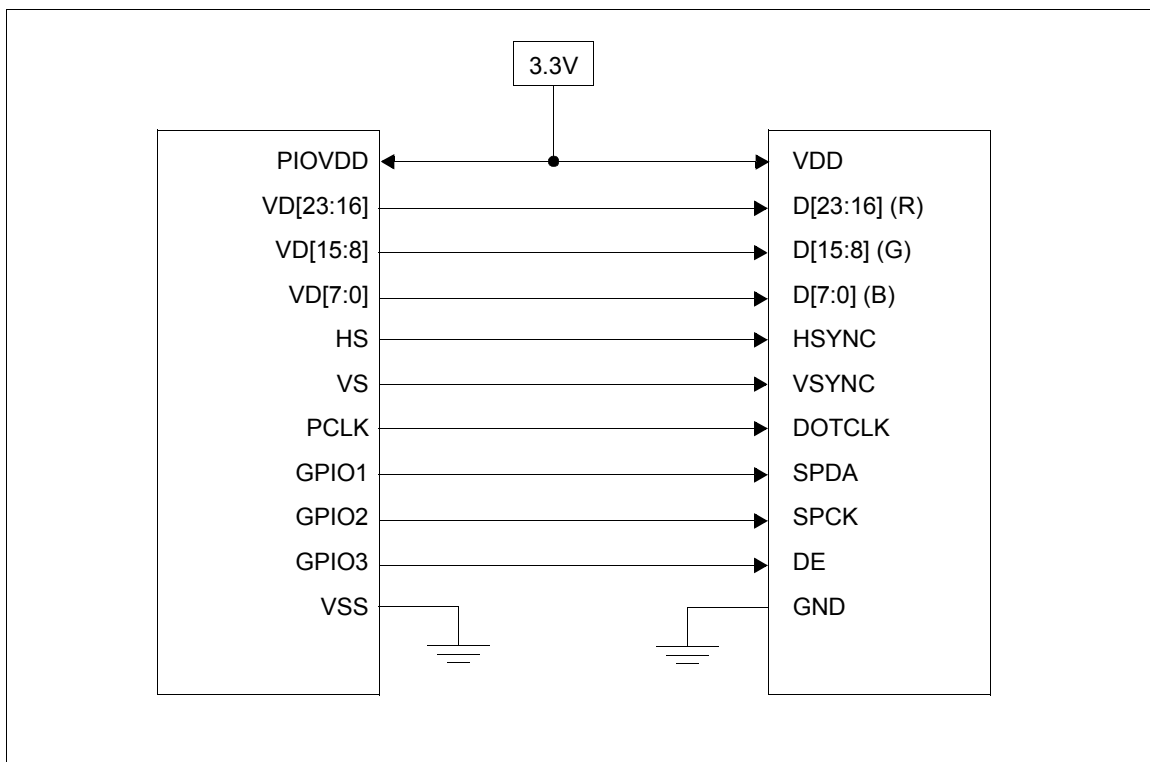 3.3V
PIOVDD VDD
VD[23:16] D[23:16] (R)
VD[15:8] D[15:8] (G)
VD[7:0] D[7:0] (B)
HS HSYNC
VS VSYNC
PCLK DOTCLK
GPIO1 SPDA
GPIO2 SPCK
GPIO3 DE
VSS GND